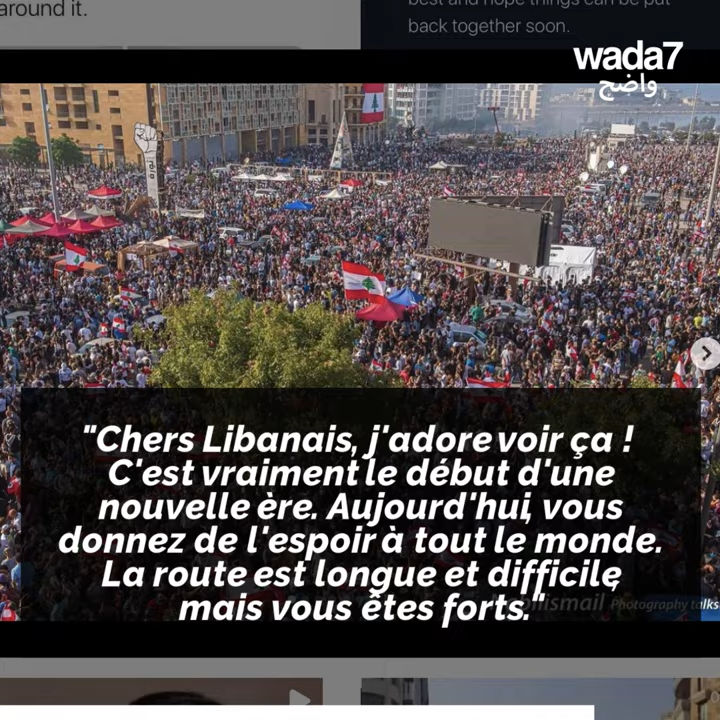 around it.
best and hope things can be put
back together soon.
wada7
واضح
"Chers Libanais, j'adore voir ça !
C'est vraiment le début d'une
nouvelle ère. Aujourd'hui, vous
donnez de l'espoir à tout le monde.
La route est longue et difficile,
mais vous êtes forts."
Photography talks